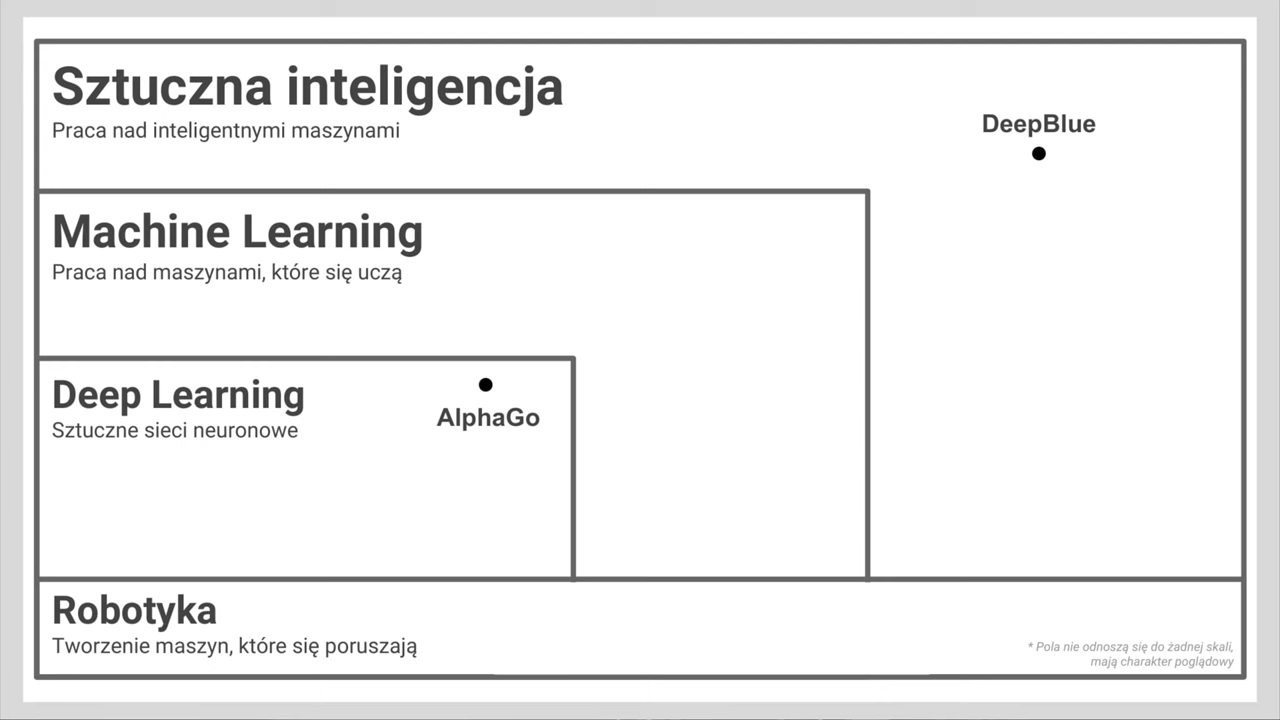 Sztuczna inteligencja
Praca nad inteligentnymi maszynami
DeepBlue
Machine Learning
Praca nad maszynami, które się uczą
Deep Learning
Sztuczne sieci neuronowe
AlphaGo
Robotyka
Tworzenie maszyn, które się poruszają
* Pola nie odnoszą się do żadnej skali,
mają charakter poglądowy